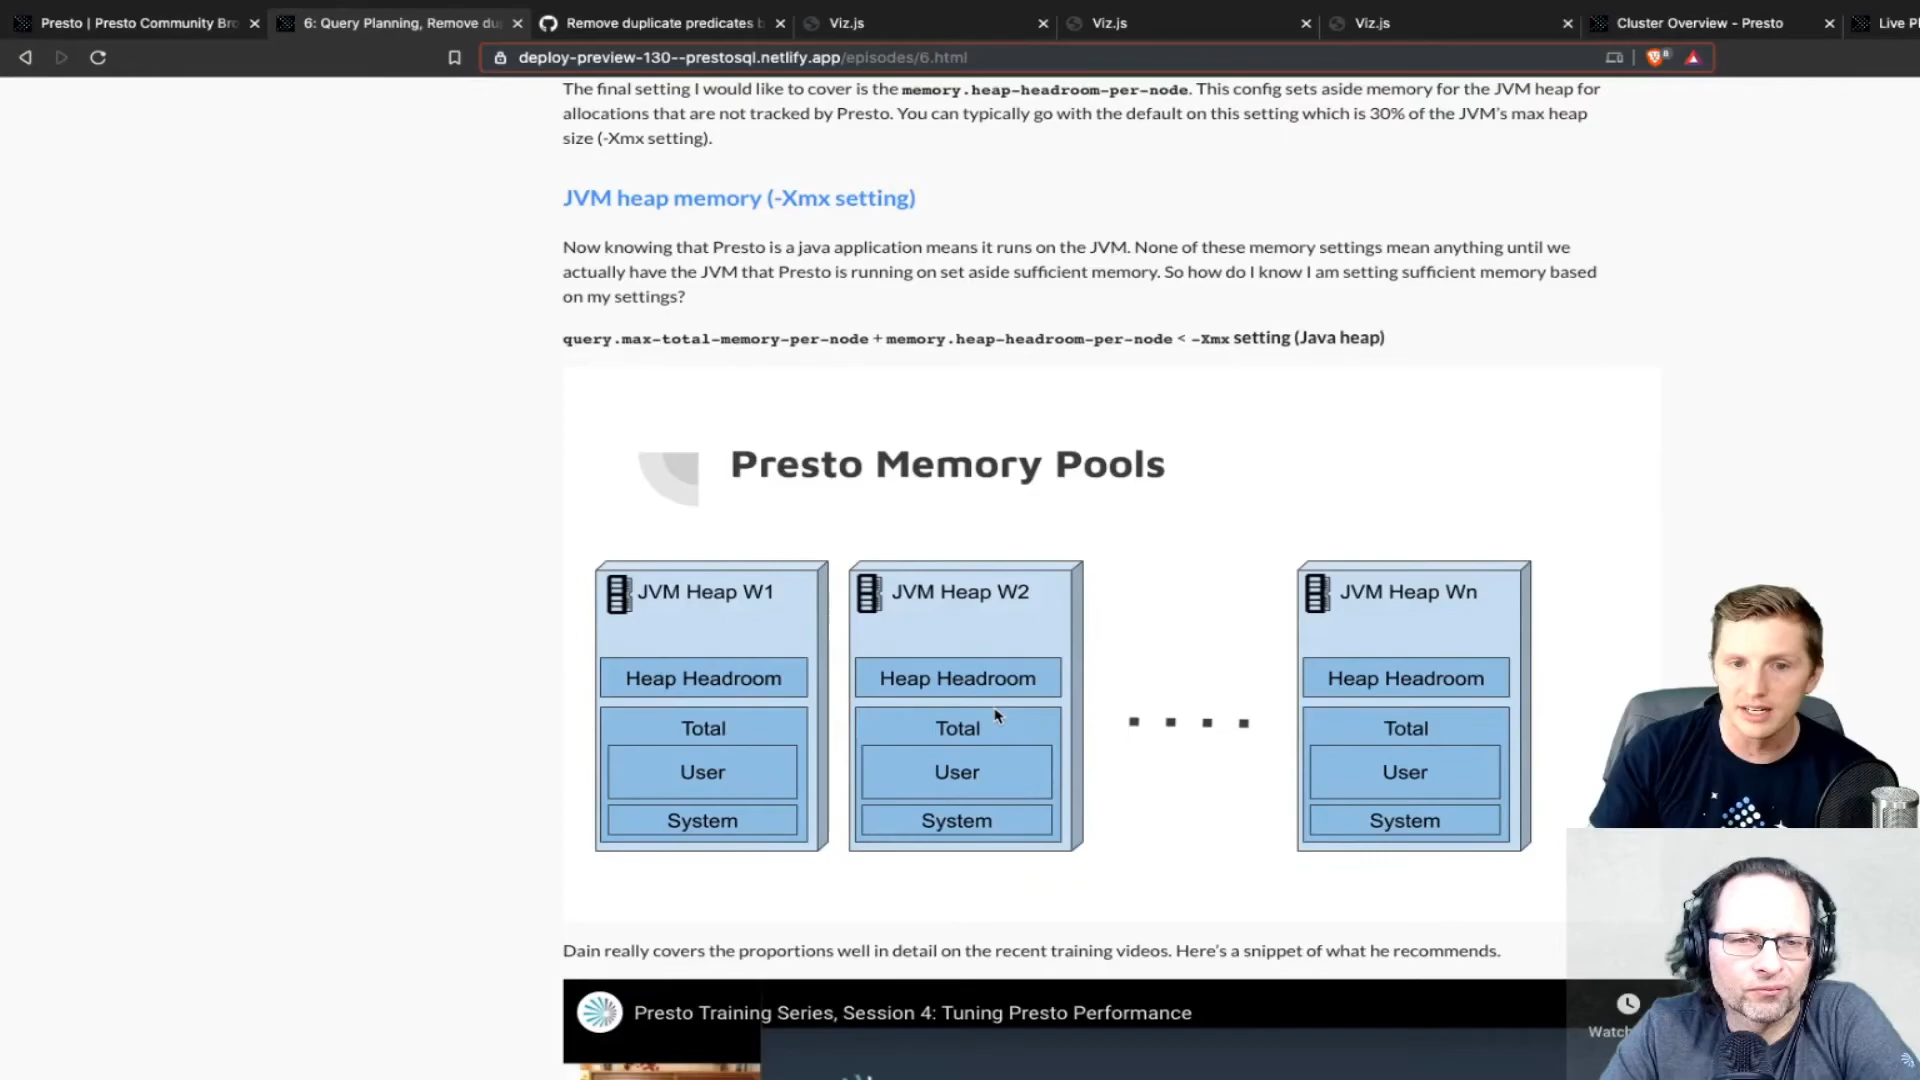 Presto | Presto Community Bro
6: Query Planning, Remove du
Remove duplicate predicates b
Viz.js
Viz.js
Viz.js
Cluster Overview - Presto
Live Pl
deploy-preview-130--prestosql.netlify.app/episodes/6.html
The final setting I would like to cover is the memory.heap-headroom-per-node. This config sets aside memory for the JVM heap for
allocations that are not tracked by Presto. You can typically go with the default on this setting which is 30% of the JVM's max heap
size (-Xmx setting).
JVM heap memory (-Xmx setting)
Now knowing that Presto is a java application means it runs on the JVM. None of these memory settings mean anything until we
actually have the JVM that Presto is running on set aside sufficient memory. So how do I know I am setting sufficient memory based
on my settings?
query.max-total-memory-per-node + memory.heap-headroom-per-node < -Xmx setting (Java heap)
Presto Memory Pools
JVM Heap W1
JVM Heap W2
JVM Heap Wn
Heap Headroom
Heap Headroom
Heap Headroom
Total
Total
. . . .
Total
User
User
User
System
System
System
Dain really covers the proportions well in detail on the recent training videos. Here's a snippet of what he recommends.
Presto Training Series, Session 4: Tuning Presto Performance
Watch